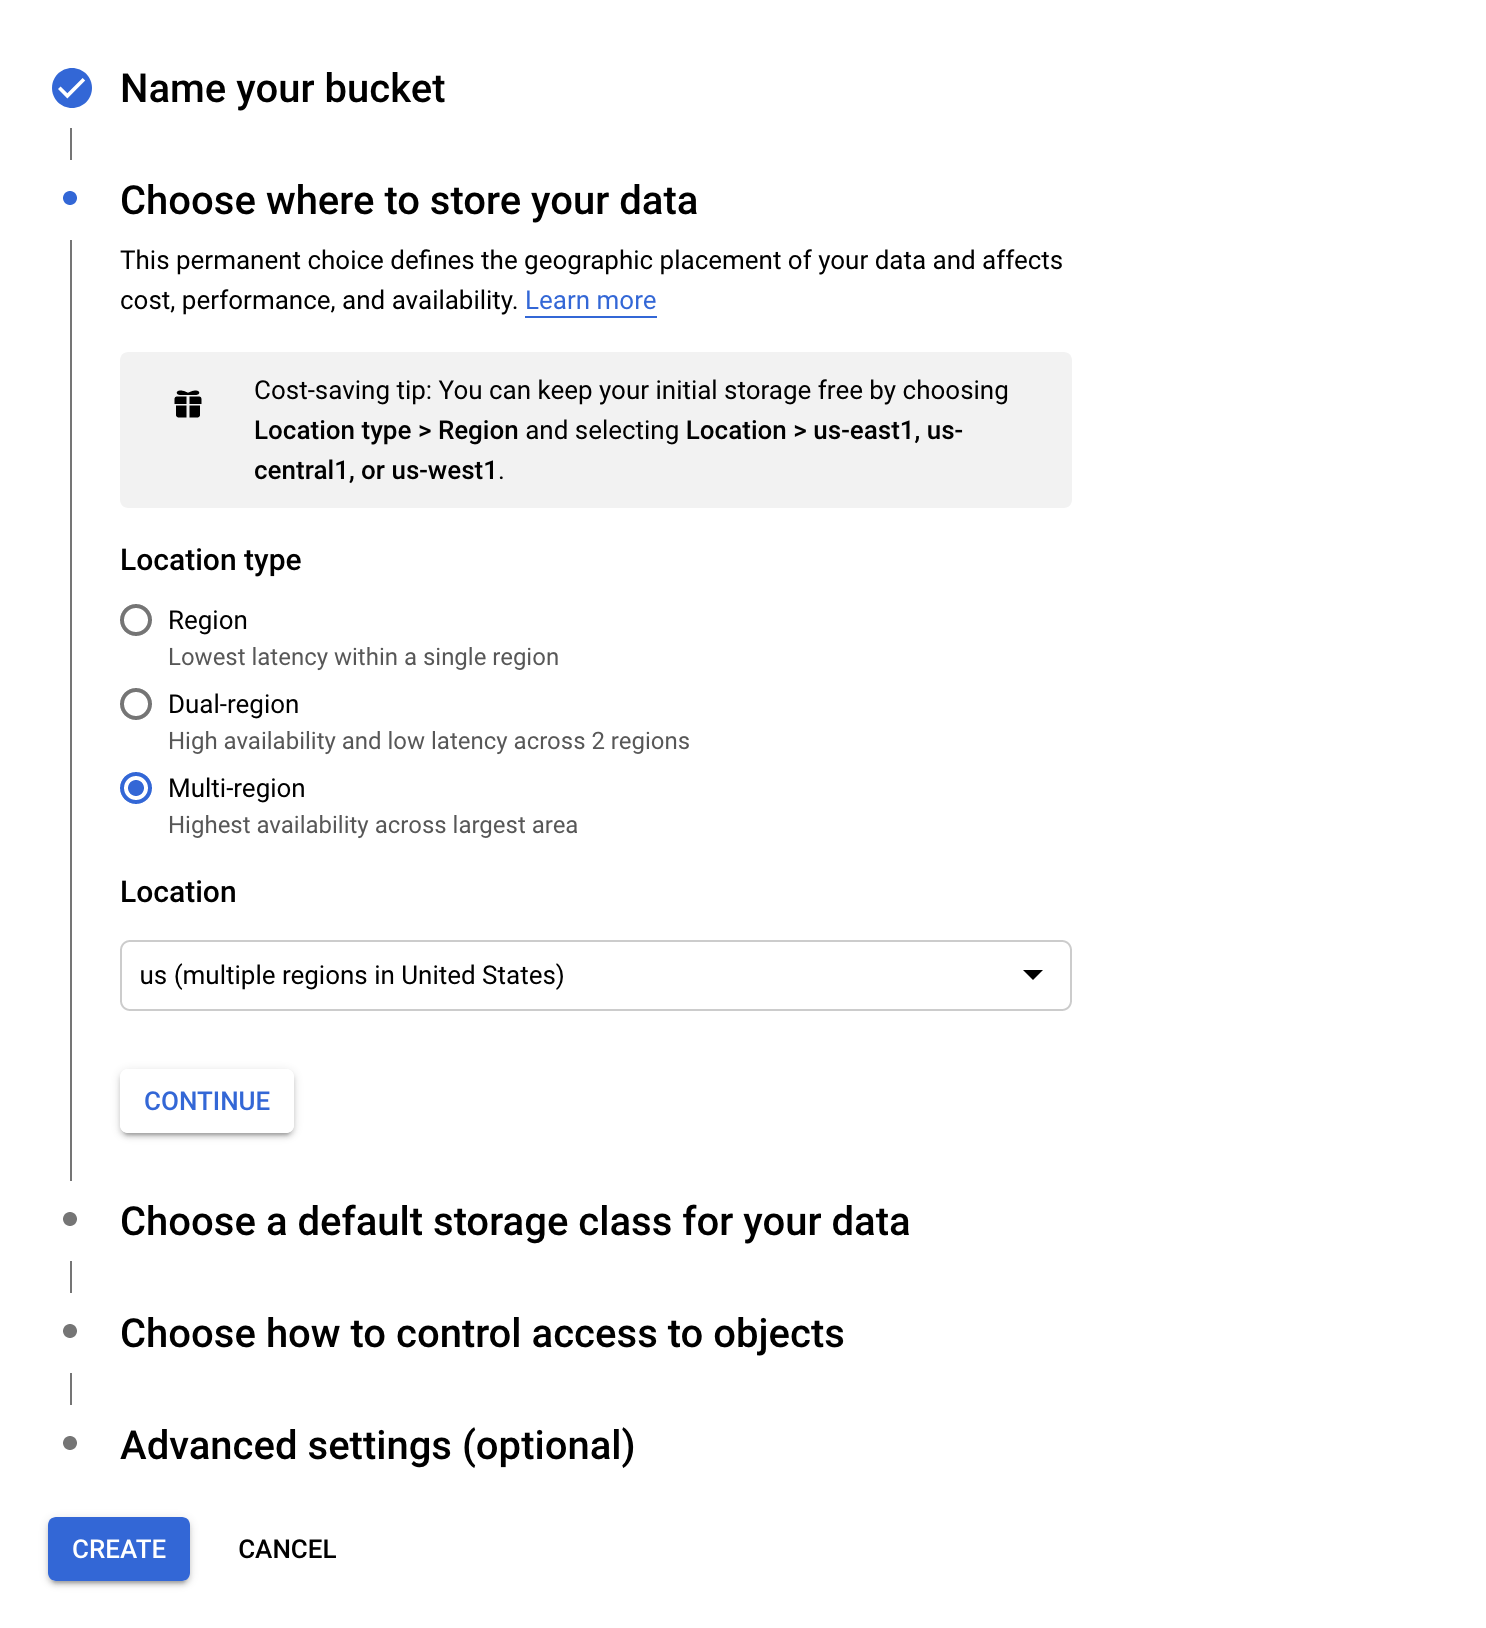 Name your bucket
Choose where to store your data
This permanent choice defines the geographic placement of your data and affects
cost, performance, and availability. Learn more
Cost-saving tip: You can keep your initial storage free by choosing
Location type > Region and selecting Location > us-east1, us-
central1, or us-west1.
Location type
Region
Lowest latency within a single region
Dual-region
High availability and low latency across 2 regions
Multi-region
Highest availability across largest area
Location
us (multiple regions in United States)
CONTINUE
Choose a default storage class for your data
Choose how to control access to objects
Advanced settings (optional)
CREATE CANCEL